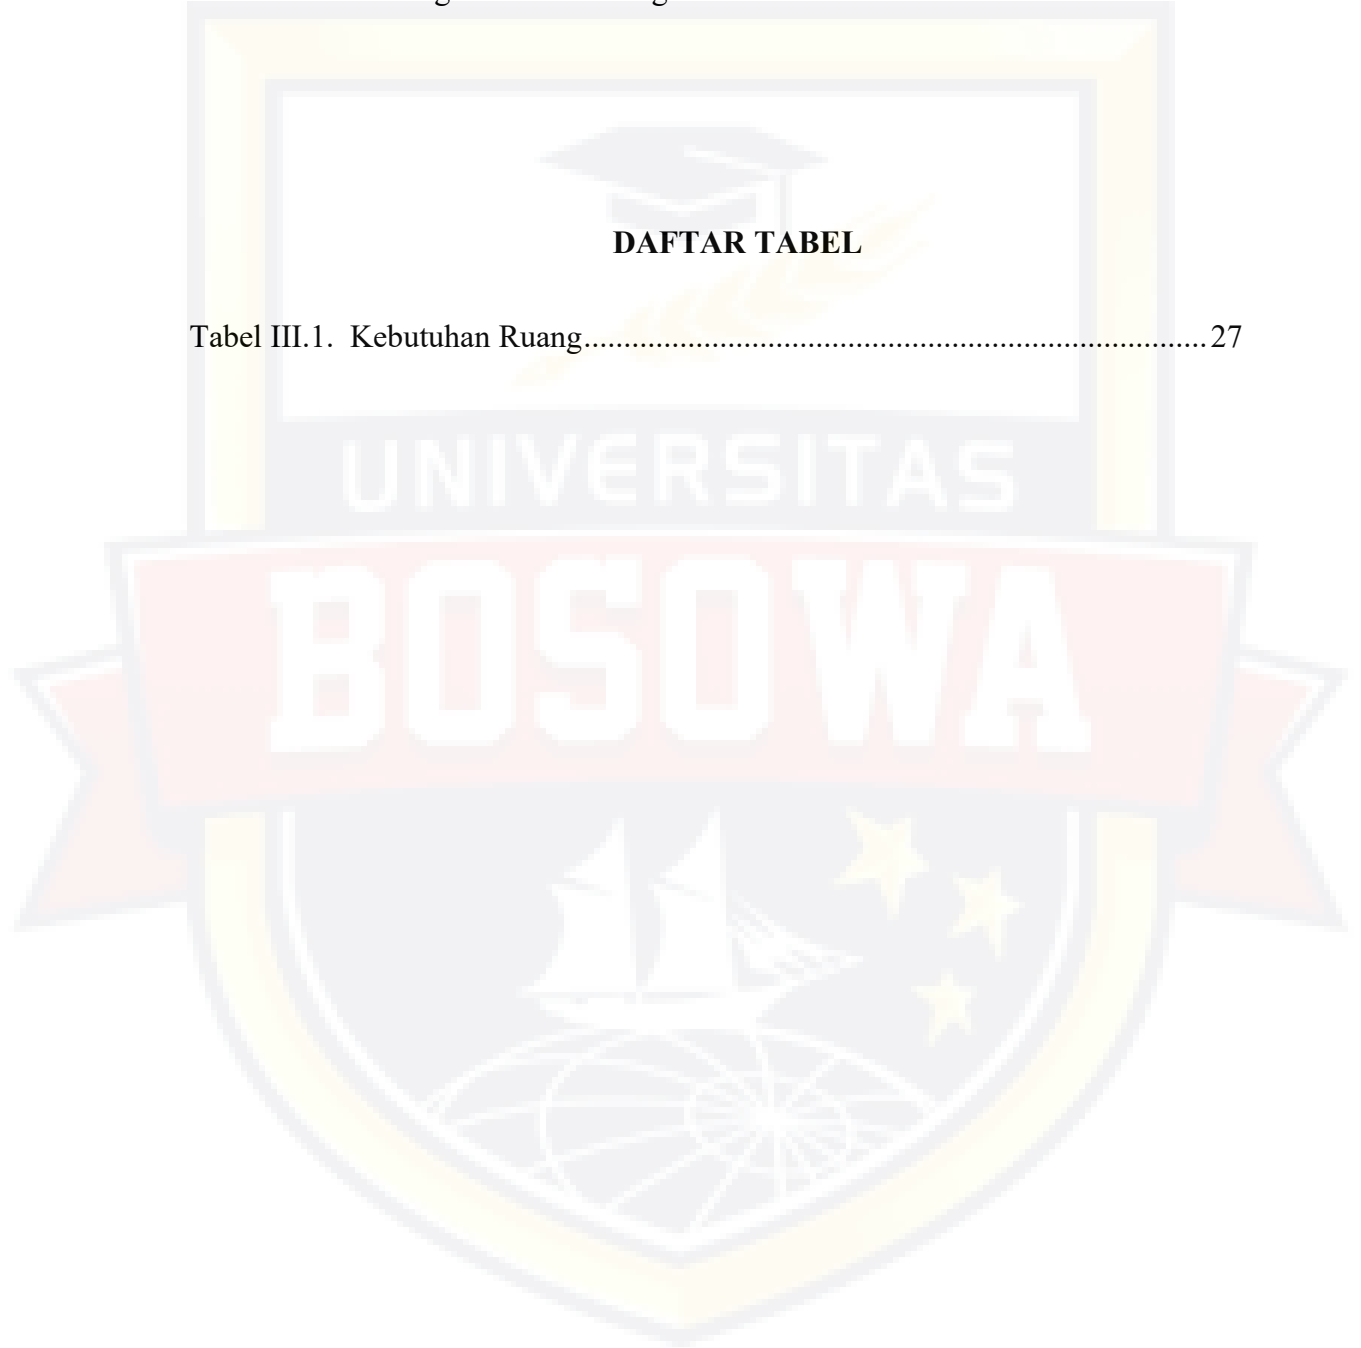 DAFTAR TABEL
Tabel III.1. Kebutuhan Ruang.............................................................................. 27
UNIVERSITAS
BOSOWA